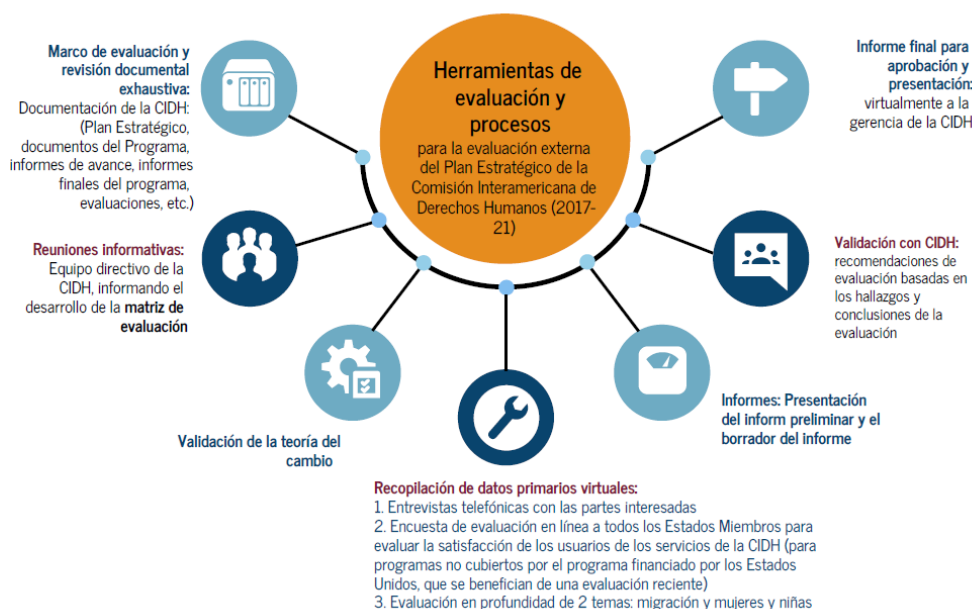 Herramientas de
evaluación y
procesos
para la evaluación externa
del Plan Estratégico de la
Comisión Interamericana de
Derechos Humanos (2017-
21)
Marco de evaluación y
revisión documental
exhaustiva:
Documentación de la CIDH:
(Plan Estratégico,
documentos del Programa,
informes de avance, informes
finales del programa,
evaluaciones, etc.)
Reuniones informativas:
Equipo directivo de la
CIDH, informando el
desarrollo de la matriz de
evaluación
Validación de la teoría del
cambio
Recopilación de datos primarios virtuales:
1. Entrevistas telefónicas con las partes interesadas
2. Encuesta de evaluación en línea a todos los Estados Miembros para
evaluar la satisfacción de los usuarios de los servicios de la CIDH (para
programas no cubiertos por el programa financiado por los Estados
Unidos, que se benefician de una evaluación reciente)
3. Evaluación en profundidad de 2 temas: migración y mujeres y niñas
Informes: Presentación
del inform preliminar y el
borrador del informe
Validación con CIDH:
recomendaciones de
evaluación basadas en
los hallazgos y
conclusiones de la
evaluación
Informe final para
aprobación y
presentación:
virtualmente a la
gerencia de la CIDH